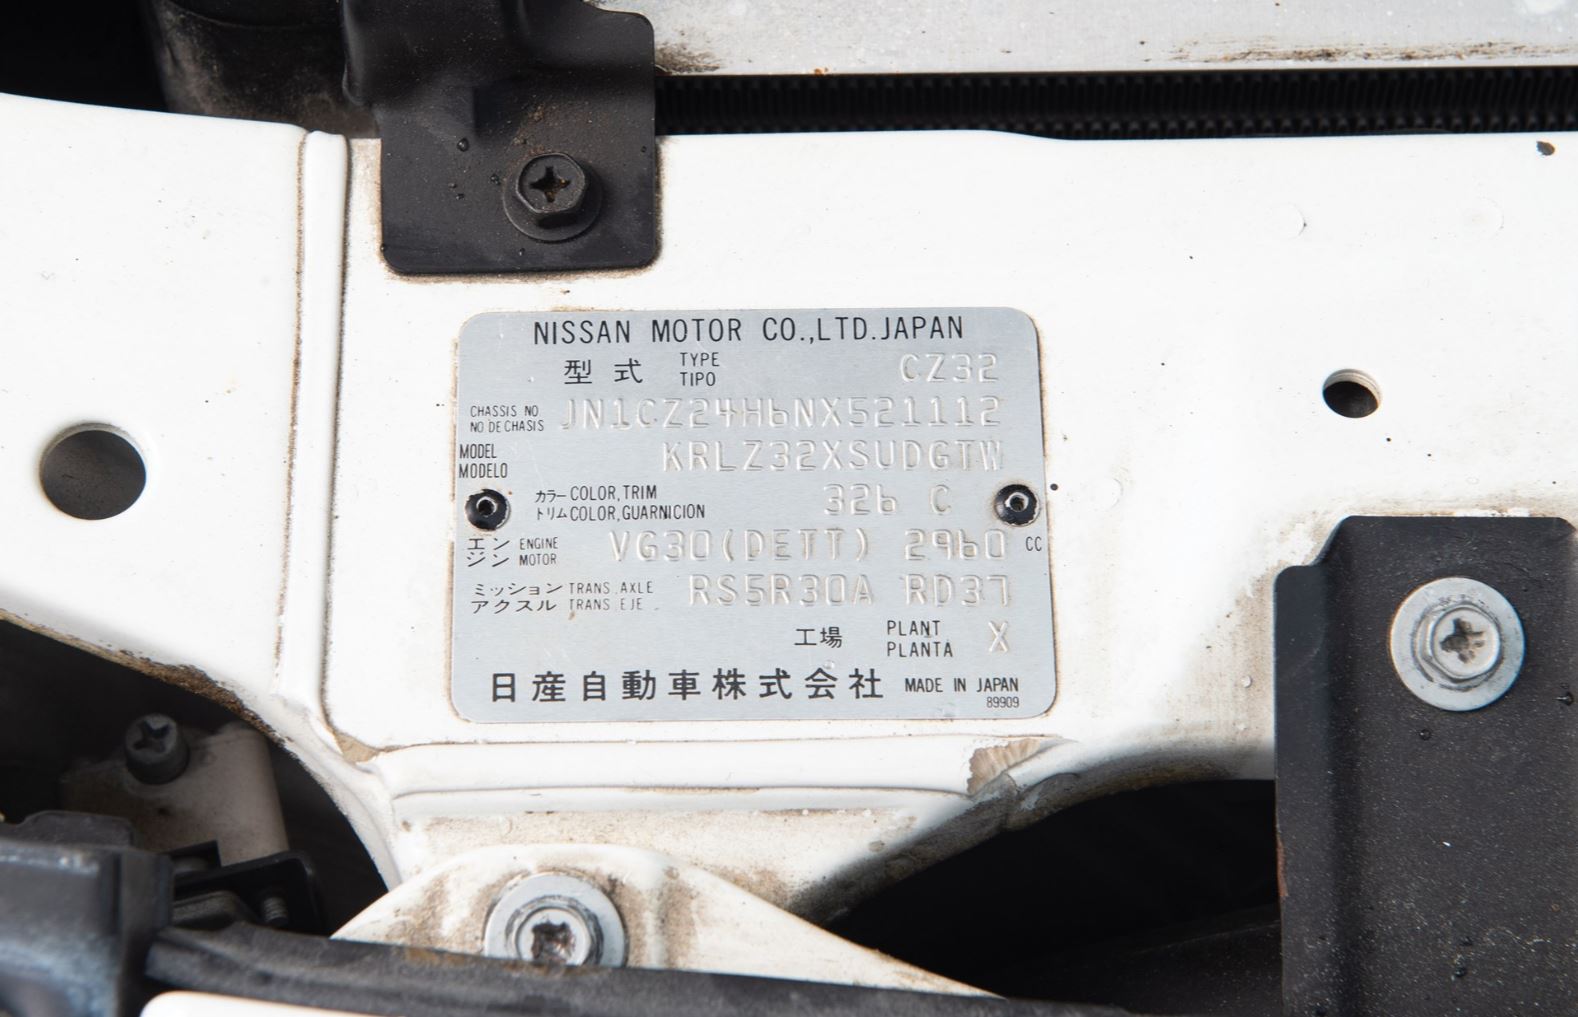 NISSAN MOTOR CO.,LTD.JAPAN
型式 TYPE TIPO CZ32
CHASSIS NO NO DE CHASIS JN1CZ24H6NX521112
MODEL MODELO KRLZ32XSUDGTW
カラー COLOR,TRIM トリム COLOR,GUARNICION 326 C
エンジン ENGINE MOTOR VG30(DETT) 2960 CC
ミッション TRANS.AXLE アクスル TRANS EJE RS5R30A RD37
工場 PLANT PLANTA X
日産自動車株式会社 MADE IN JAPAN
89909